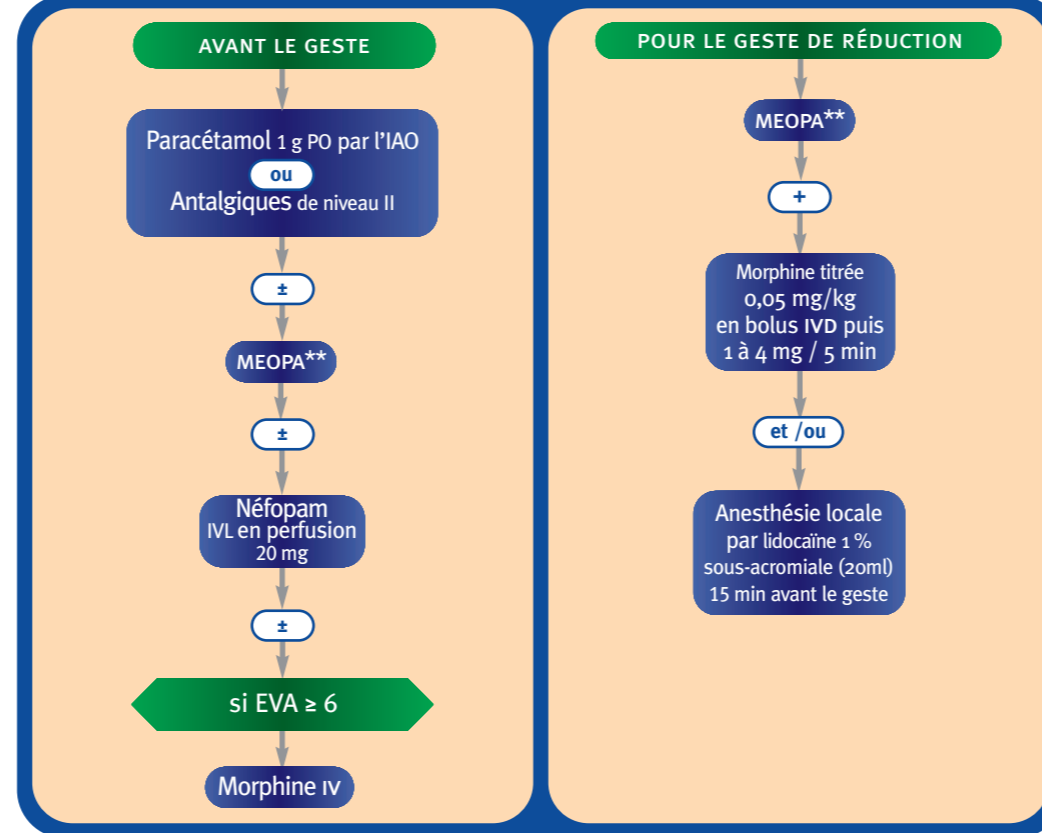 AVANT LE GESTE
Paracétamol 1 g PO par l'IAO
ou
Antalgiques de niveau II
±
MEOPA**
±
Néfopam
IVL en perfusion
20 mg
±
si EVA ≥ 6
Morphine IV
POUR LE GESTE DE RÉDUCTION
MEOPA**
+
Morphine titrée
0,05 mg/kg
en bolus IVD puis
1 à 4 mg / 5 min
et /ou
Anesthésie locale
par lidocaïne 1 %
sous-acromiale (20ml)
15 min avant le geste